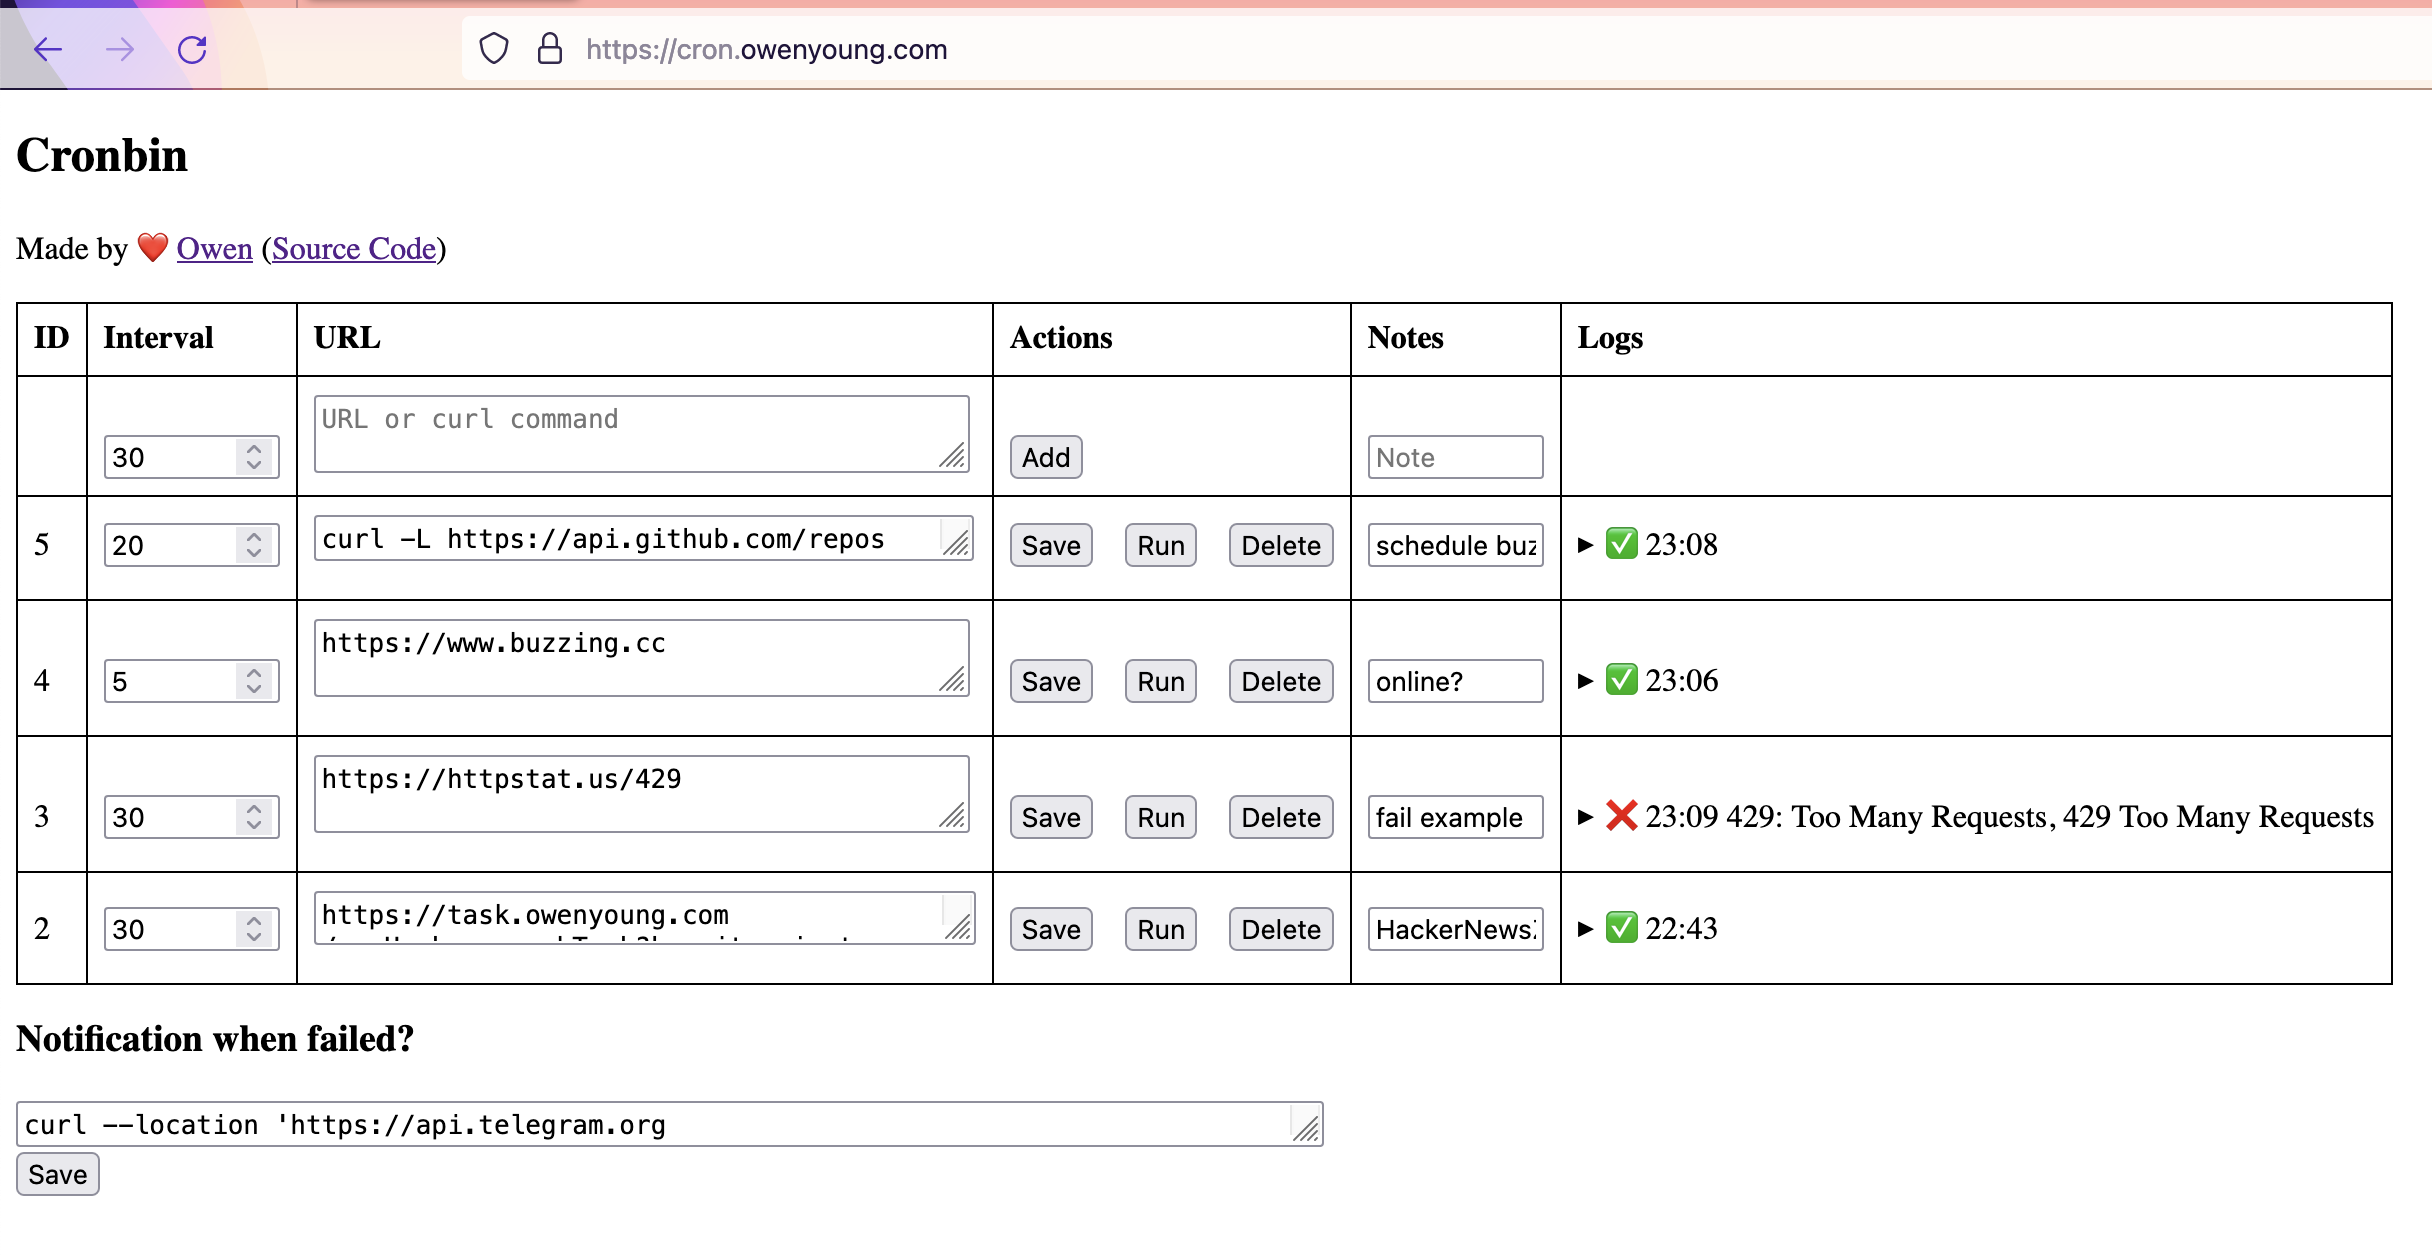 https://cron.owenyoung.com
Cronbin
Made by ❤️ Owen (Source Code)
ID Interval URL Actions Notes Logs
30 URL or curl command Add Note
5 20 curl -L https://api.github.com/repos Save Run Delete schedule buz ▶ ✅ 23:08
4 5 https://www.buzzing.cc Save Run Delete online? ▶ ✅ 23:06
3 30 https://httpstat.us/429 Save Run Delete fail example ▶ ❌ 23:09 429: Too Many Requests, 429 Too Many Requests
2 30 https://task.owenyoung.com Save Run Delete HackerNews ▶ ✅ 22:43
Notification when failed?
curl --location 'https://api.telegram.org
Save